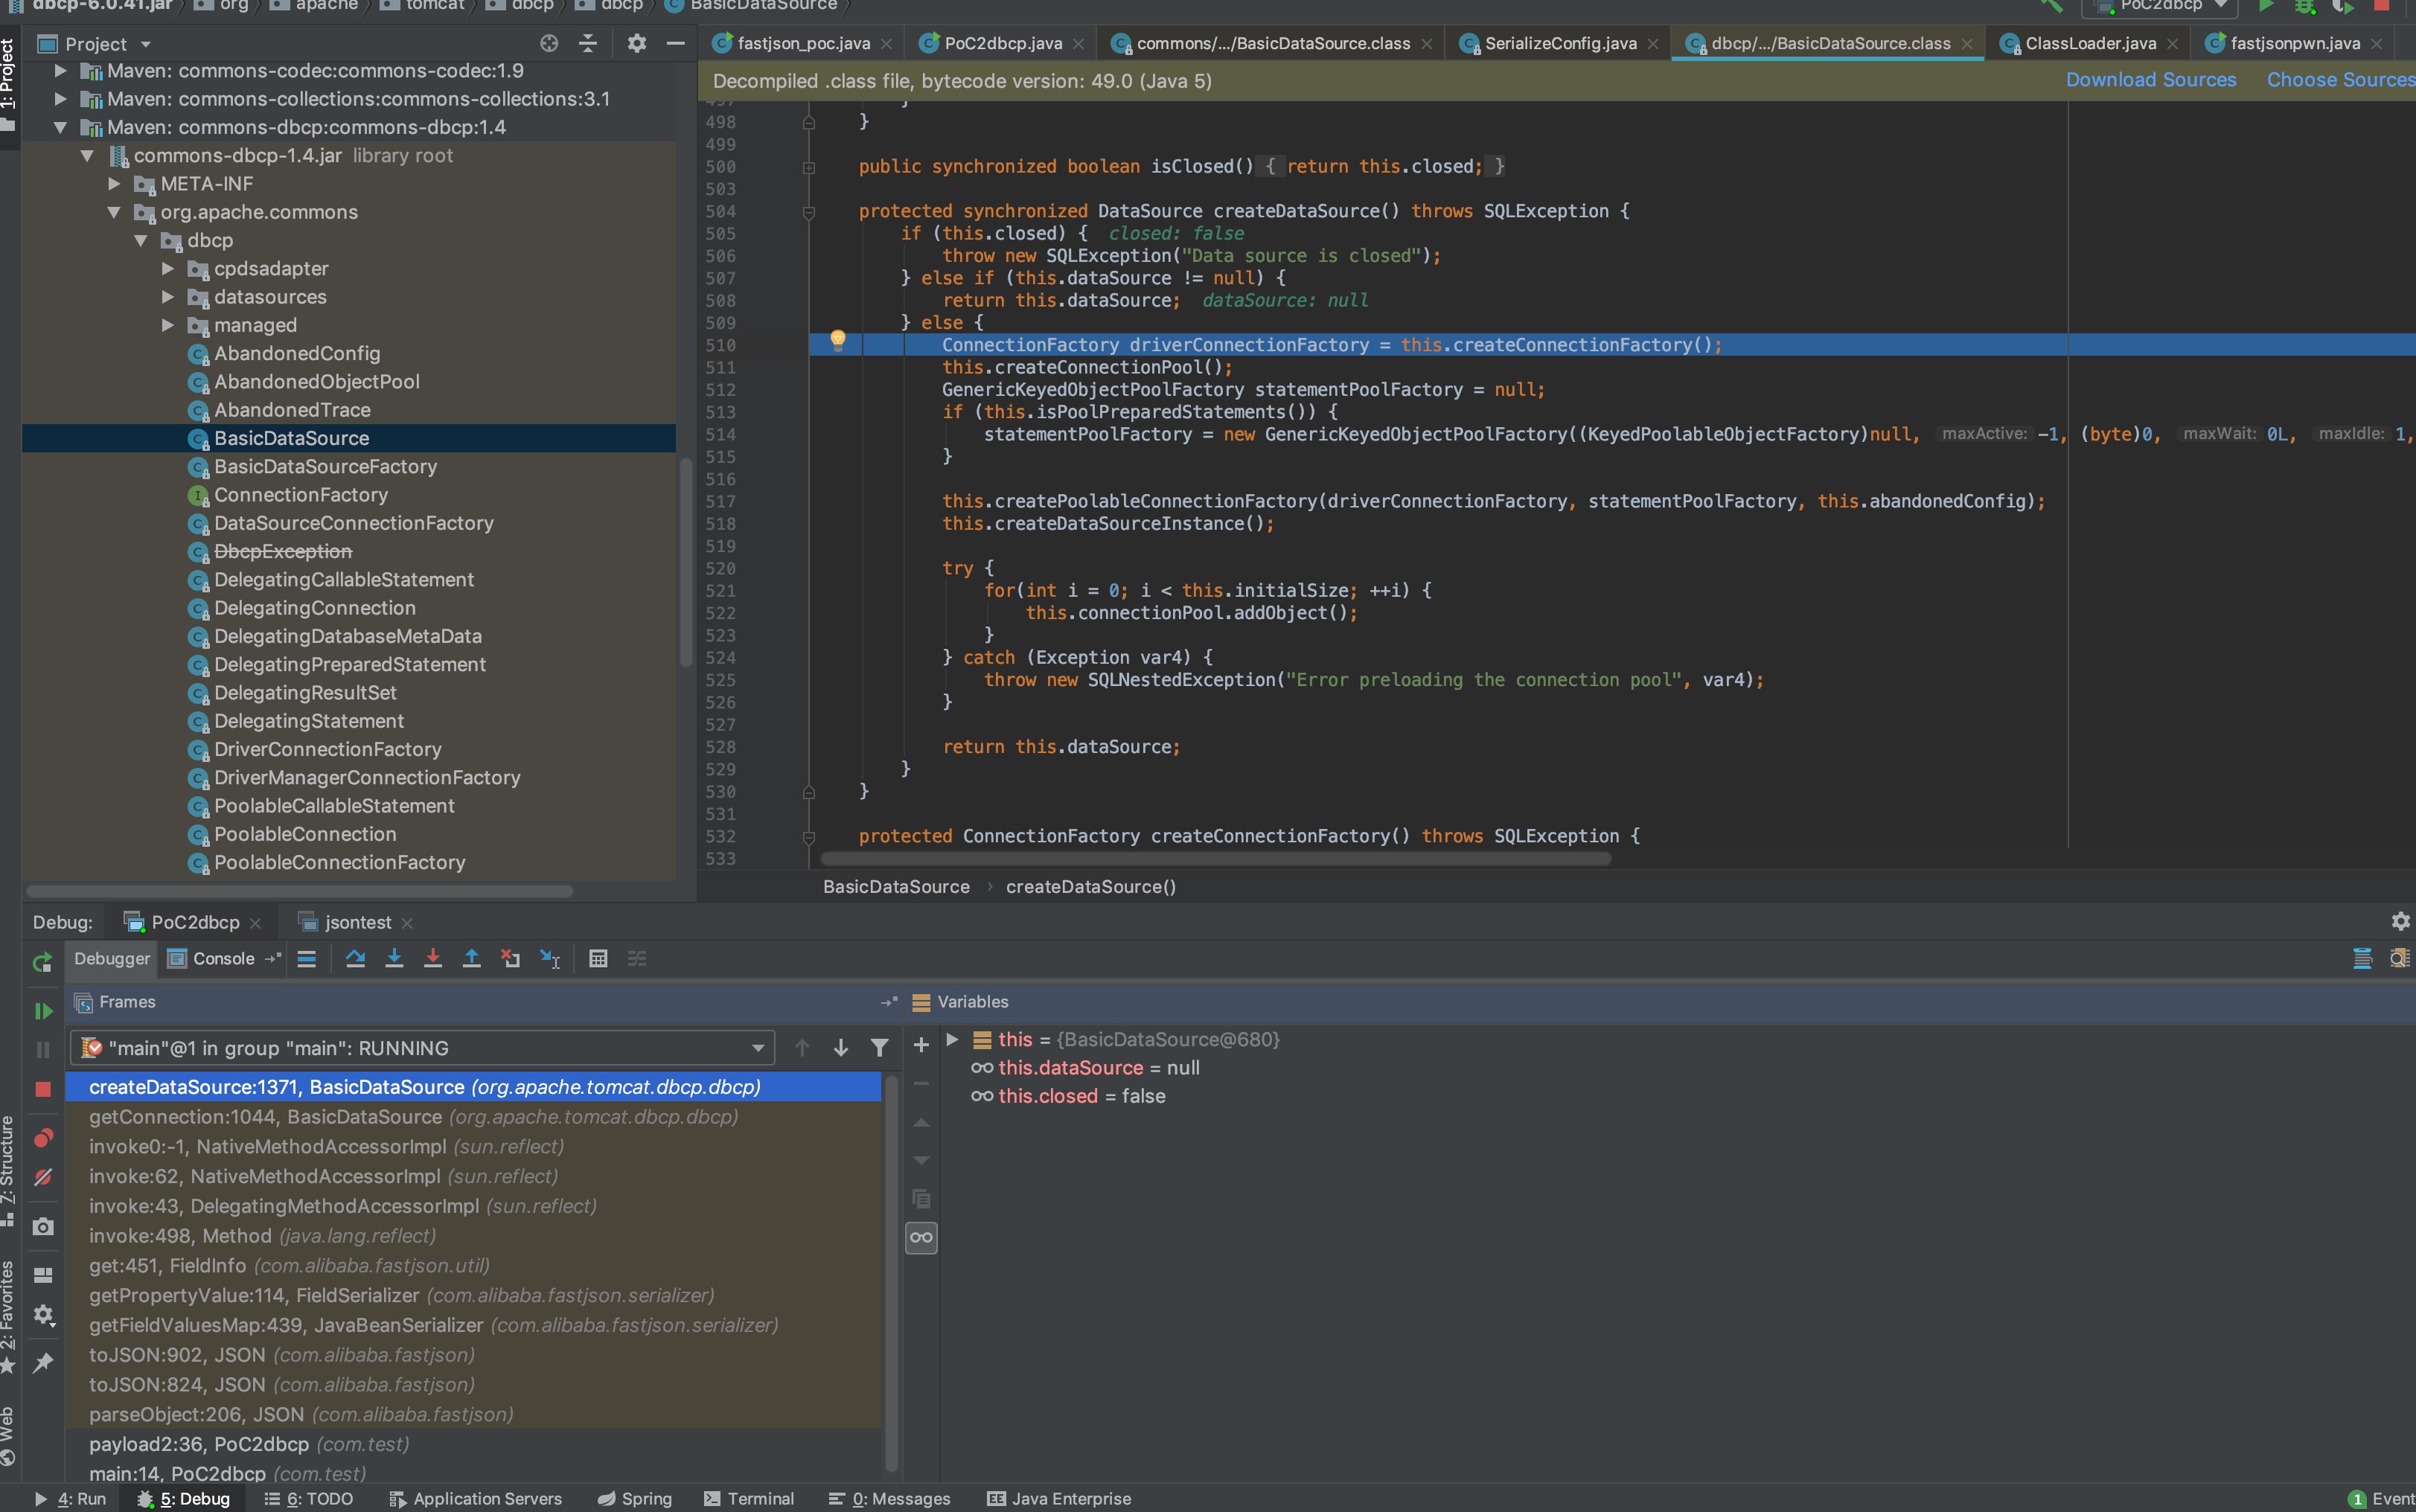 dbcp-6.0.41.jar org apache tomcat dbcp dbcp BasicDataSource
PoC2dbcp
1: Project
Project
Maven: commons-codec:commons-codec:1.9
Maven: commons-collections:commons-collections:3.1
Maven: commons-dbcp:commons-dbcp:1.4
commons-dbcp-1.4.jar library root
META-INF
org.apache.commons
dbcp
cpdsadapter
datasources
managed
AbandonedConfig
AbandonedObjectPool
AbandonedTrace
BasicDataSource
BasicDataSourceFactory
ConnectionFactory
DataSourceConnectionFactory
DbcpException
DelegatingCallableStatement
DelegatingConnection
DelegatingDatabaseMetaData
DelegatingPreparedStatement
DelegatingResultSet
DelegatingStatement
DriverConnectionFactory
DriverManagerConnectionFactory
PoolableCallableStatement
PoolableConnection
PoolableConnectionFactory
fastjson_poc.java PoC2dbcp.java commons/.../BasicDataSource.class SerializeConfig.java dbcp/.../BasicDataSource.class ClassLoader.java fastjsonpwn.java
Decompiled .class file, bytecode version: 49.0 (Java 5) Download Sources Choose Sources
498 }
499
500 public synchronized boolean isClosed() { return this.closed; }
503
504 protected synchronized DataSource createDataSource() throws SQLException {
505 if (this.closed) { closed: false
506 throw new SQLException("Data source is closed");
507 } else if (this.dataSource != null) {
508 return this.dataSource; dataSource: null
509 } else {
510 ConnectionFactory driverConnectionFactory = this.createConnectionFactory();
511 this.createConnectionPool();
512 GenericKeyedObjectPoolFactory statementPoolFactory = null;
513 if (this.isPoolPreparedStatements()) {
514 statementPoolFactory = new GenericKeyedObjectPoolFactory((KeyedPoolableObjectFactory)null, maxActive: -1, (byte)0, maxWait: 0L, maxIdle: 1,
515 }
516
517 this.createPoolableConnectionFactory(driverConnectionFactory, statementPoolFactory, this.abandonedConfig);
518 this.createDataSourceInstance();
519
520 try {
521 for(int i = 0; i < this.initialSize; ++i) {
522 this.connectionPool.addObject();
523 }
524 } catch (Exception var4) {
525 throw new SQLNestedException("Error preloading the connection pool", var4);
526 }
527
528 return this.dataSource;
529 }
530 }
531
532 protected ConnectionFactory createConnectionFactory() throws SQLException {
533
BasicDataSource › createDataSource()
Debug: PoC2dbcp jsontest
Debugger Console
Frames
"main"@1 in group "main": RUNNING
createDataSource:1371, BasicDataSource (org.apache.tomcat.dbcp.dbcp)
getConnection:1044, BasicDataSource (org.apache.tomcat.dbcp.dbcp)
invoke0:-1, NativeMethodAccessorImpl (sun.reflect)
invoke:62, NativeMethodAccessorImpl (sun.reflect)
invoke:43, DelegatingMethodAccessorImpl (sun.reflect)
invoke:498, Method (java.lang.reflect)
get:451, FieldInfo (com.alibaba.fastjson.util)
getPropertyValue:114, FieldSerializer (com.alibaba.fastjson.serializer)
getFieldValuesMap:439, JavaBeanSerializer (com.alibaba.fastjson.serializer)
toJSON:902, JSON (com.alibaba.fastjson)
toJSON:824, JSON (com.alibaba.fastjson)
parseObject:206, JSON (com.alibaba.fastjson)
payload2:36, PoC2dbcp (com.test)
main:14, PoC2dbcp (com.test)
Variables
this = {BasicDataSource@680}
this.dataSource = null
this.closed = false
7: Structure
2: Favorites
Web
4: Run 5: Debug 6: TODO Application Servers Spring Terminal 0: Messages Java Enterprise 1 Event